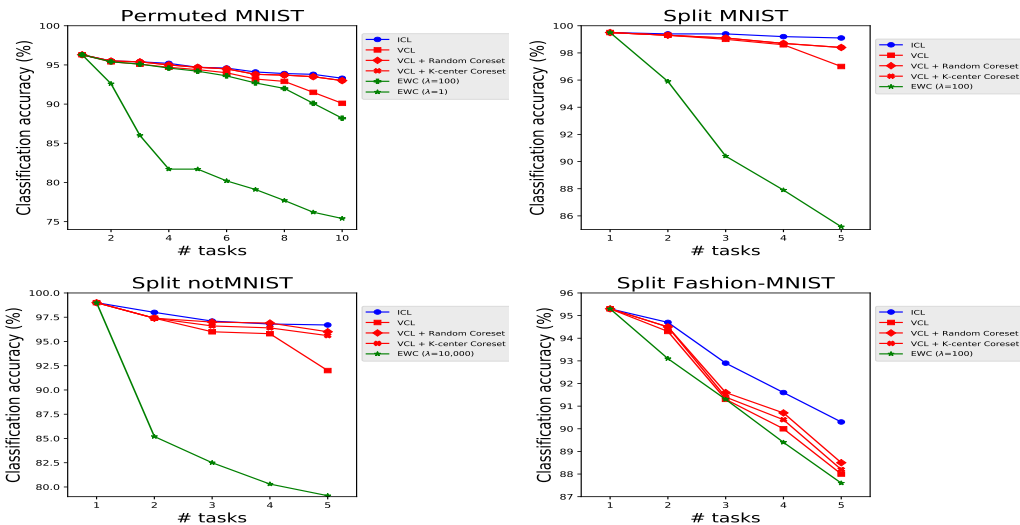 Permuted MNIST
Classification accuracy (%)
100
95
90
85
80
75
2
4
6
8
10
# tasks
ICL
VCL
VCL + Random Coreset
VCL + K-center Coreset
EWC (λ=100)
EWC (λ=1)
Split MNIST
Classification accuracy (%)
100
98
96
94
92
90
88
86
1
2
3
4
5
# tasks
ICL
VCL
VCL + Random Coreset
VCL + K-center Coreset
EWC (λ=100)
Split notMNIST
Classification accuracy (%)
100.0
97.5
95.0
92.5
90.0
87.5
85.0
82.5
80.0
1
2
3
4
5
# tasks
ICL
VCL
VCL + Random Coreset
VCL + K-center Coreset
EWC (λ=10,000)
Split Fashion-MNIST
Classification accuracy (%)
96
95
94
93
92
91
90
89
88
87
1
2
3
4
5
# tasks
ICL
VCL
VCL + Random Coreset
VCL + K-center Coreset
EWC (λ=100)